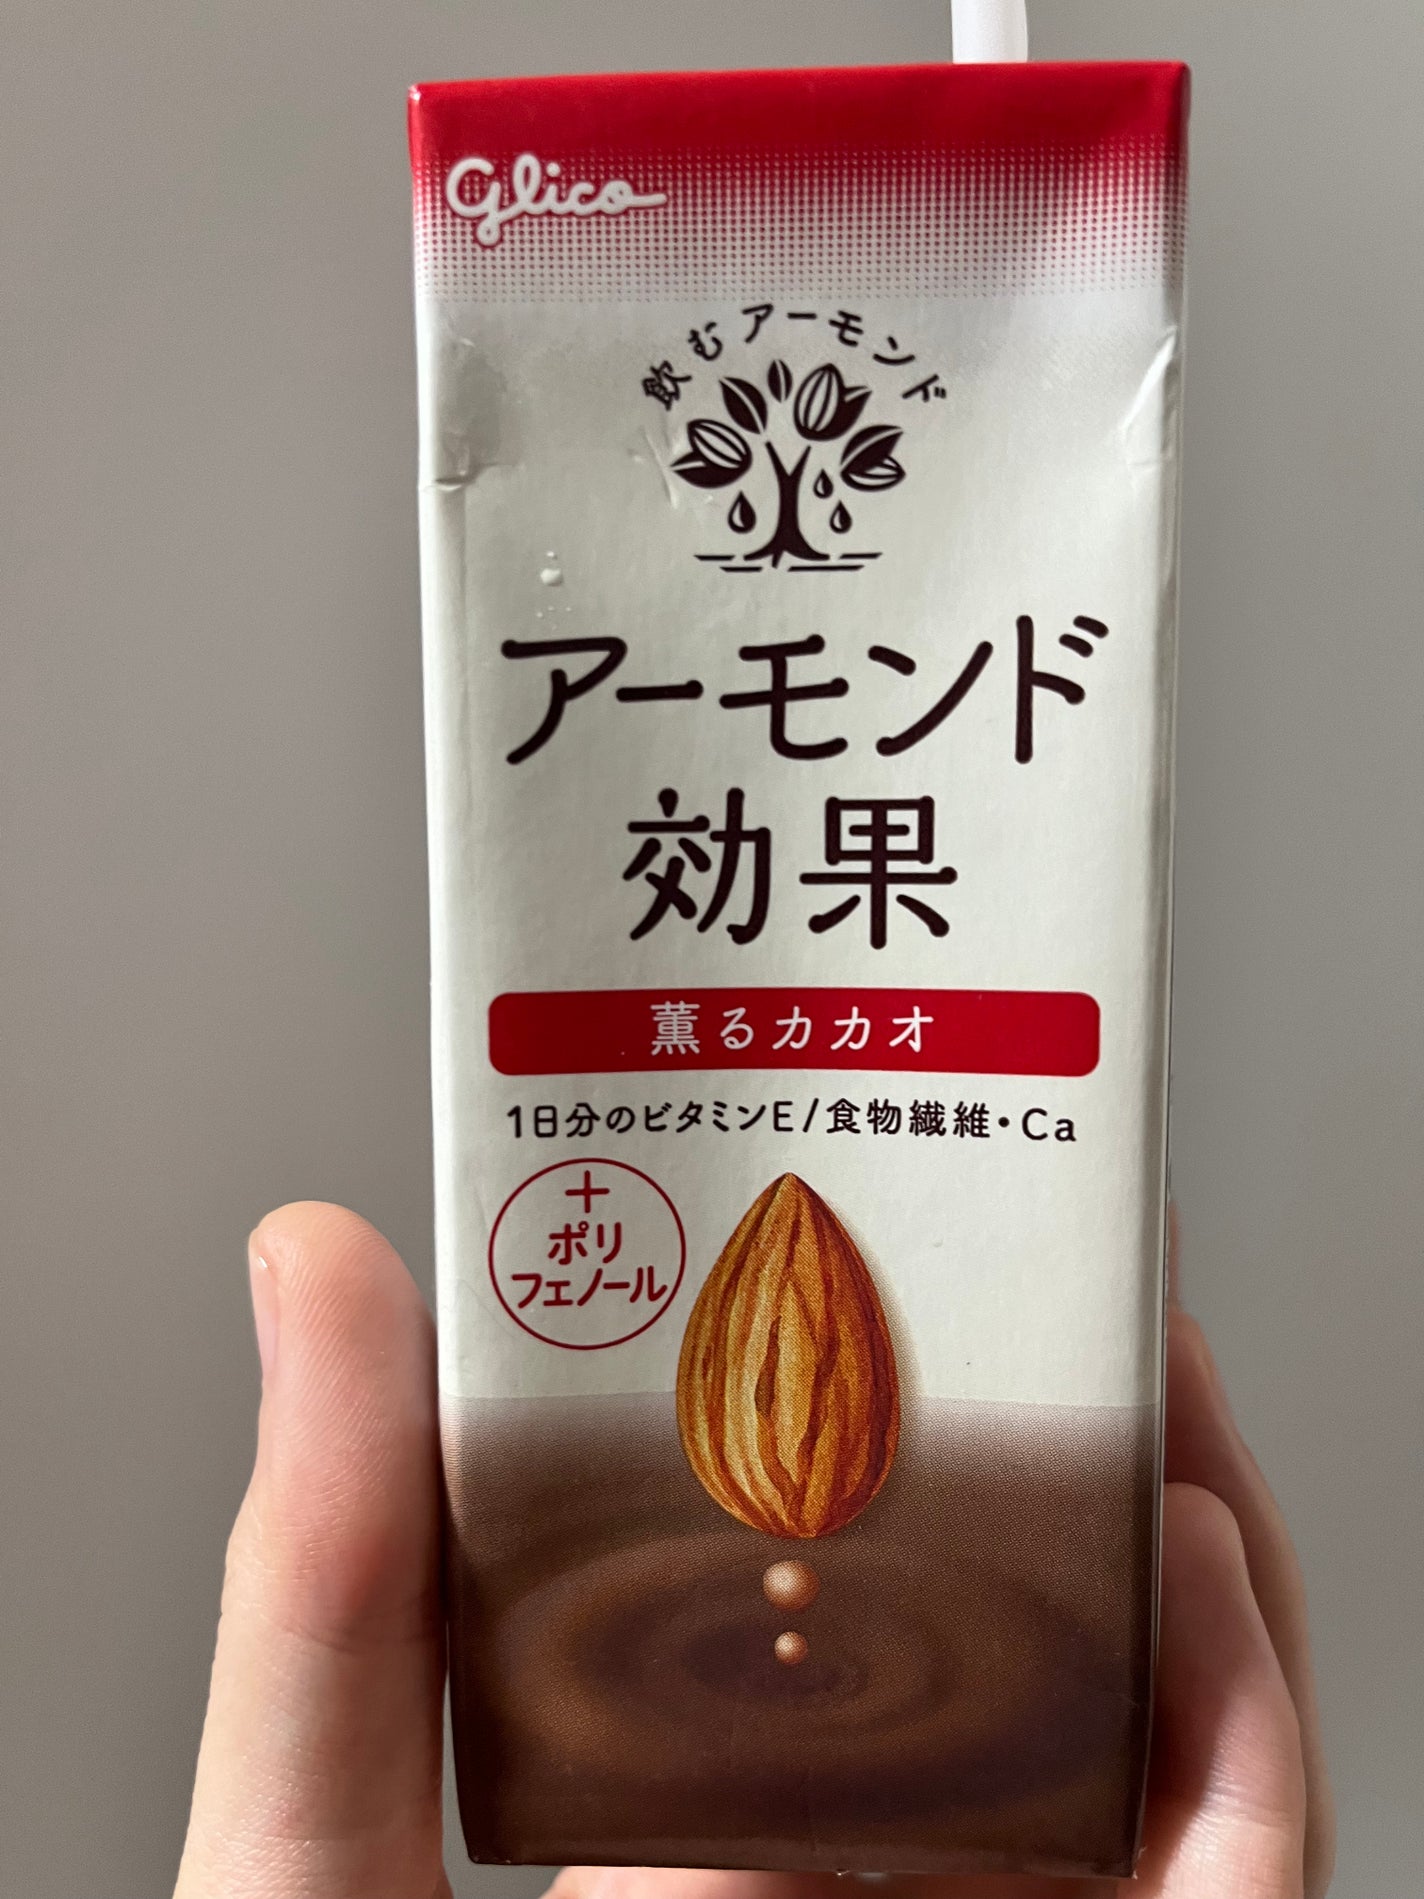 Glico
飲むアーモンド
アーモンド
効果
薫るカカオ
1日分のビタミンE/食物繊維・Ca
＋
ポリ
フェノール